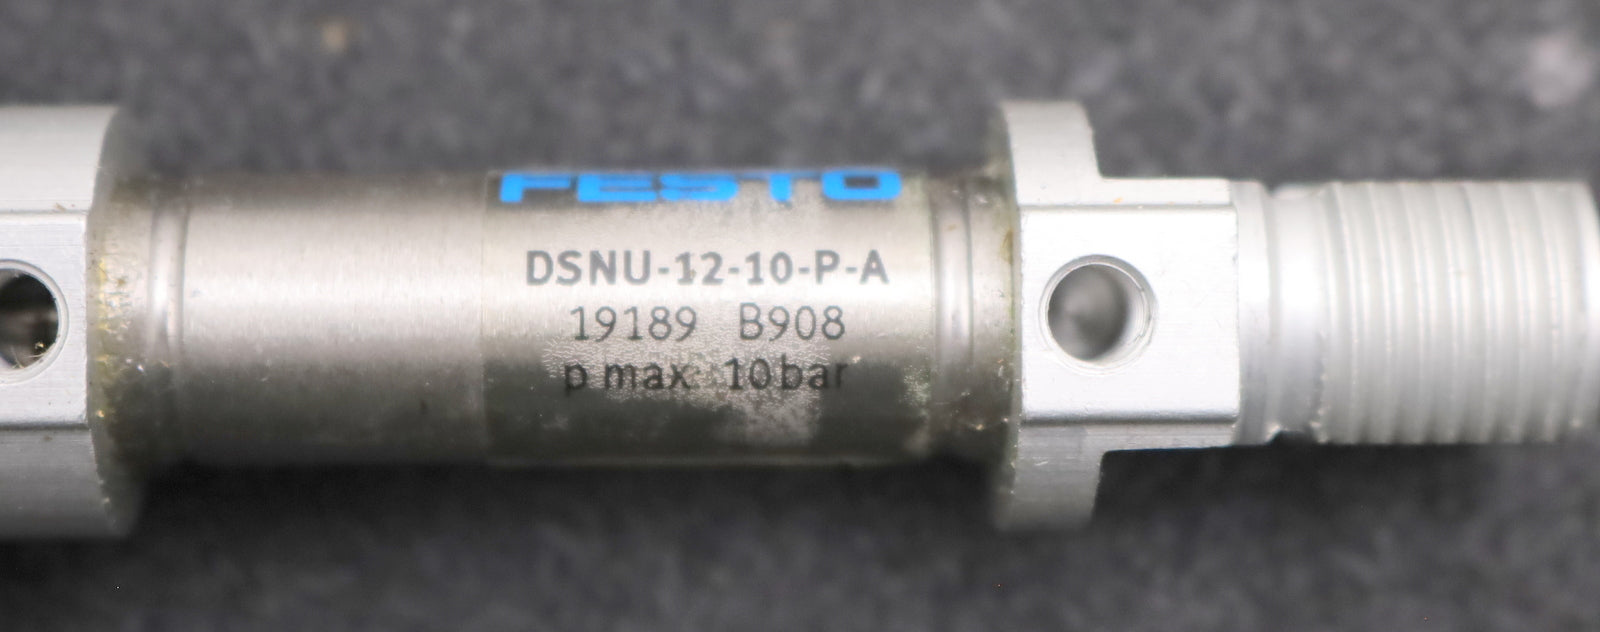 FESTO
DSNU-12-10-P-A
19189 B908
p max 10bar